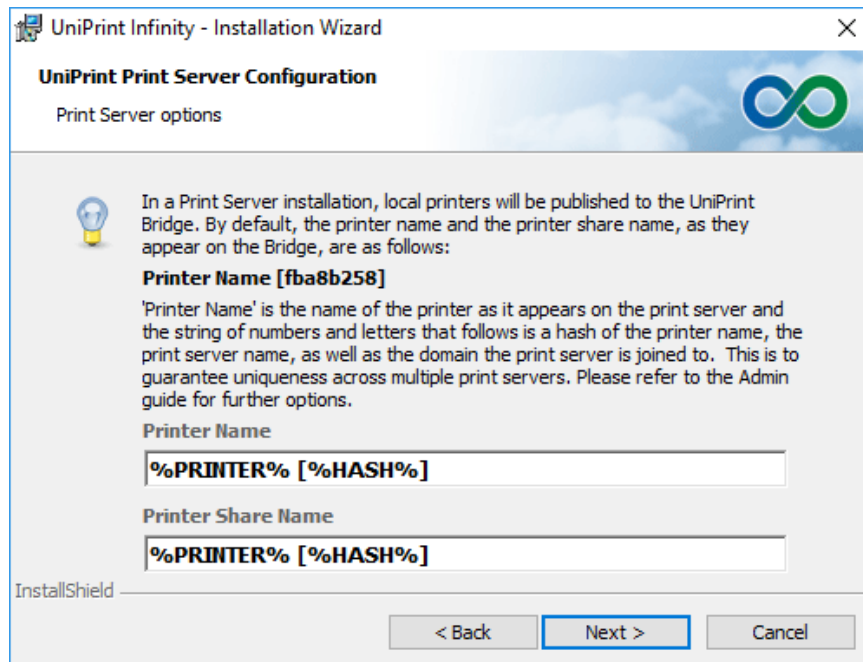 UniPrint Infinity - Installation Wizard
UniPrint Print Server Configuration
Print Server options
In a Print Server installation, local printers will be published to the UniPrint
Bridge. By default, the printer name and the printer share name, as they
appear on the Bridge, are as follows:
Printer Name [fba8b258]
'Printer Name' is the name of the printer as it appears on the print server and
the string of numbers and letters that follows is a hash of the printer name, the
print server name, as well as the domain the print server is joined to.  This is to
guarantee uniqueness across multiple print servers. Please refer to the Admin
guide for further options.
Printer Name
%PRINTER% [%HASH%]
Printer Share Name
%PRINTER% [%HASH%]
InstallShield
< Back
Next >
Cancel